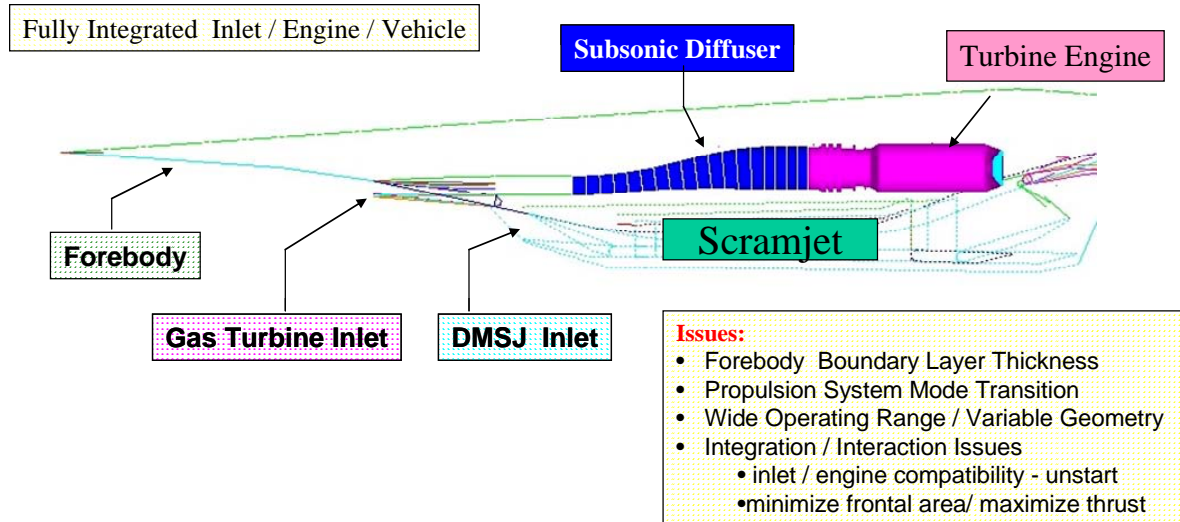 Fully Integrated Inlet / Engine / Vehicle
Subsonic Diffuser
Turbine Engine
Forebody
Scramjet
Gas Turbine Inlet
DMSJ Inlet
Issues:
• Forebody Boundary Layer Thickness
• Propulsion System Mode Transition
• Wide Operating Range / Variable Geometry
• Integration / Interaction Issues
• inlet / engine compatibility - unstart
•minimize frontal area/ maximize thrust